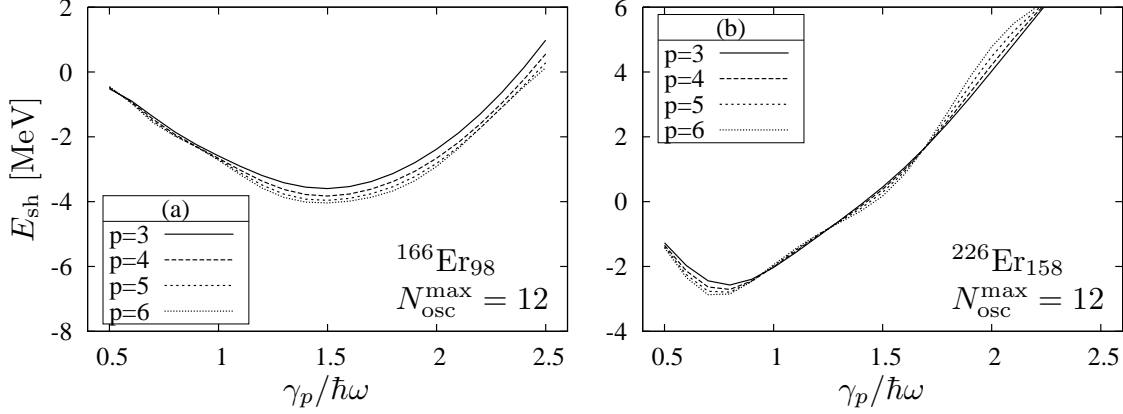 E_sh [MeV]
2
0
-2
-4
-6
-8
(a)
p=3
p=4
p=5
p=6
¹⁶⁶Er₉₈
N_osc^max = 12
0.5 1 1.5 2 2.5
γ_p/ħω
6
4
2
0
-2
-4
(b)
p=3
p=4
p=5
p=6
²²⁶Er₁₅₈
N_osc^max = 12
0.5 1 1.5 2 2.5
γ_p/ħω